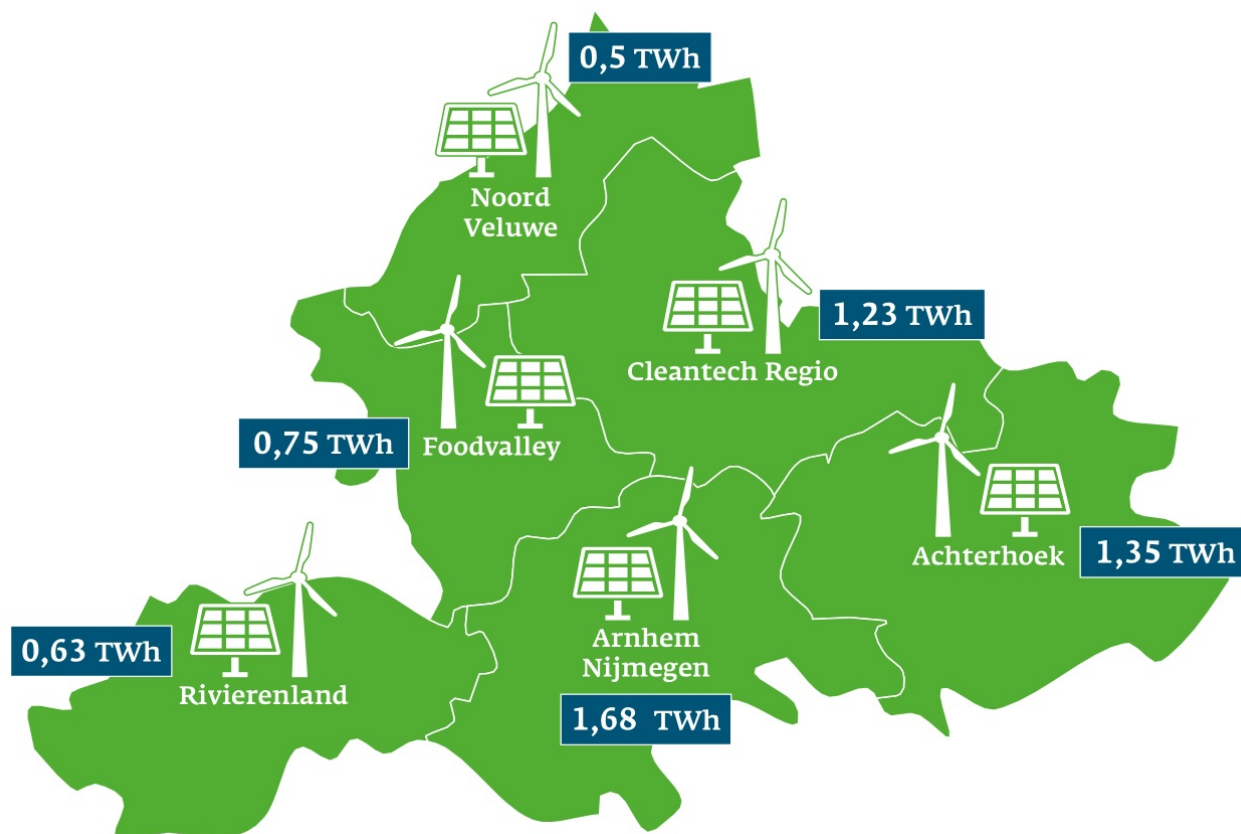 0,5 TWh
Noord
Veluwe
1,23 TWh
Cleantech Regio
0,75 TWh
Foodvalley
Achterhoek
1,35 TWh
0,63 TWh
Rivierenland
Arnhem
Nijmegen
1,68 TWh